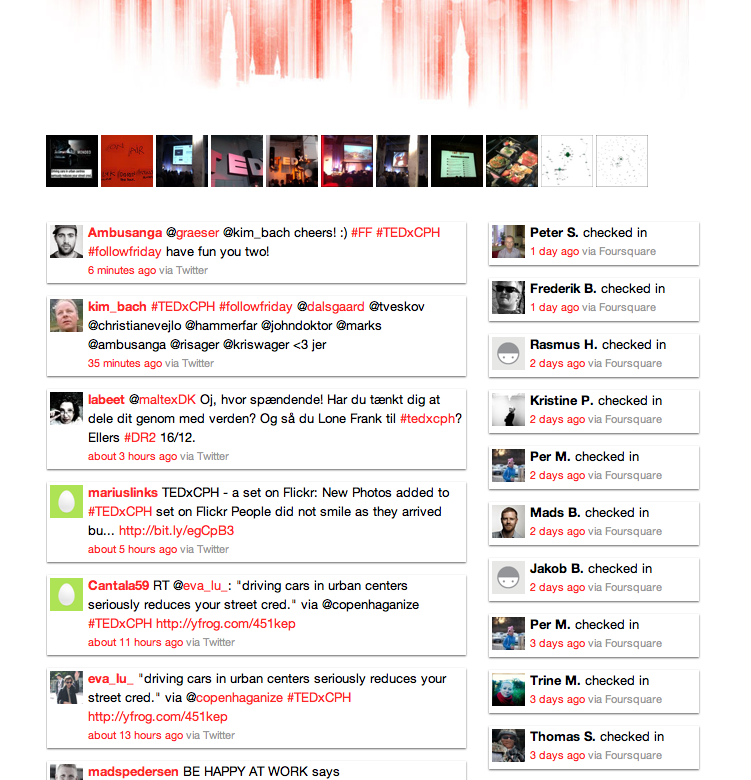 TEDx
Ambusanga @graeser @kim_bach cheers! :) #FF #TEDxCPH
#followfriday have fun you two!
6 minutes ago via Twitter
kim_bach #TEDxCPH #followfriday @dalsgaard @tveskov
@christianevejlo @hammerfar @johndoktor @marks
@ambusanga @risager @kriswager <3 jer
35 minutes ago via Twitter
labeet @maltexDK Oj, hvor spændende! Har du tænkt dig at
dele dit genom med verden? Og så du Lone Frank til #tedxcph?
Ellers #DR2 16/12.
about 3 hours ago via Twitter
mariuslinks TEDxCPH - a set on Flickr: New Photos added to
#TEDxCPH set on Flickr People did not smile as they arrived
bu... http://bit.ly/egCpB3
about 5 hours ago via Twitter
Cantala59 RT @eva_lu_: "driving cars in urban centers
seriously reduces your street cred." via @copenhaganize
#TEDxCPH http://yfrog.com/451kep
about 11 hours ago via Twitter
eva_lu_ "driving cars in urban centers seriously reduces your
street cred." via @copenhaganize #TEDxCPH
http://yfrog.com/451kep
about 13 hours ago via Twitter
madspedersen BE HAPPY AT WORK says
Peter S. checked in
1 day ago via Foursquare
Frederik B. checked in
1 day ago via Foursquare
Rasmus H. checked in
2 days ago via Foursquare
Kristine P. checked in
2 days ago via Foursquare
Per M. checked in
2 days ago via Foursquare
Mads B. checked in
2 days ago via Foursquare
Jakob B. checked in
2 days ago via Foursquare
Per M. checked in
3 days ago via Foursquare
Trine M. checked in
3 days ago via Foursquare
Thomas S. checked in
3 days ago via Foursquare